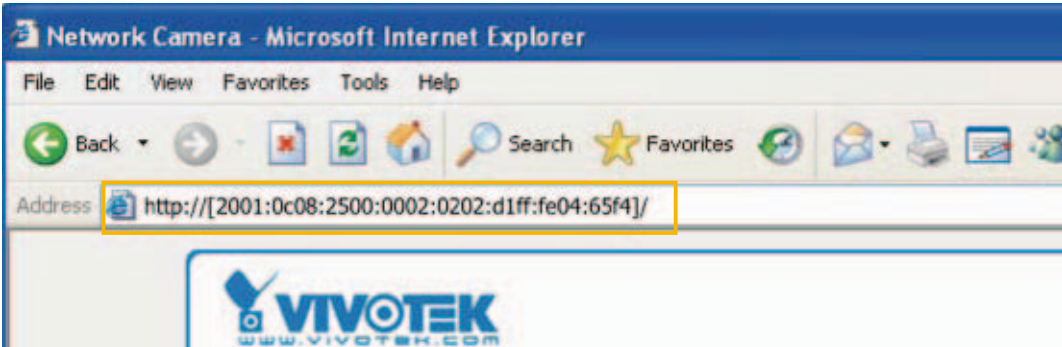 Network Camera - Microsoft Internet Explorer
File Edit View Favorites Tools Help
Back Search Favorites
Address http://[2001:0c08:2500:0002:0202:d1ff:fe04:65f4]/
VIVOTEK
www.vivotek.com